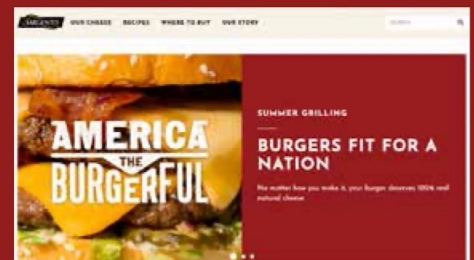 SARGENTO
OUR CHEESE RECIPES WHERE TO BUY OUR STORY
AMERICA
THE
BURGERFUL
SUMMER GRILLING
BURGERS FIT FOR A
NATION
No matter how you make it, your burger deserves 100% real
natural cheese